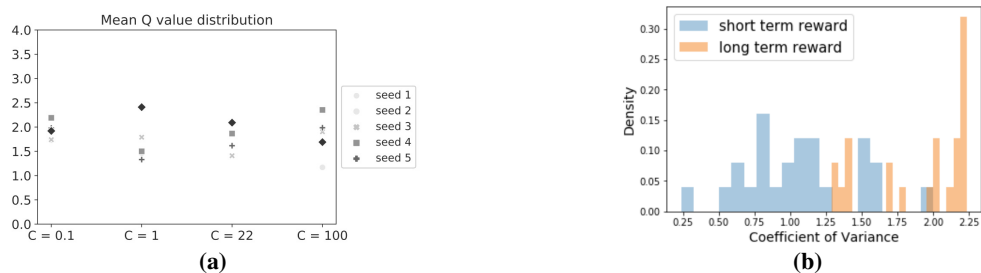 Mean Q value distribution
4.0
3.5
3.0
2.5
2.0
1.5
1.0
0.5
0.0
C = 0.1 C = 1 C = 22 C = 100
seed 1
seed 2
seed 3
seed 4
seed 5
(a)
short term reward
long term reward
Density
0.30
0.25
0.20
0.15
0.10
0.05
0.00
0.25 0.50 0.75 1.00 1.25 1.50 1.75 2.00 2.25
Coefficient of Variance
(b)